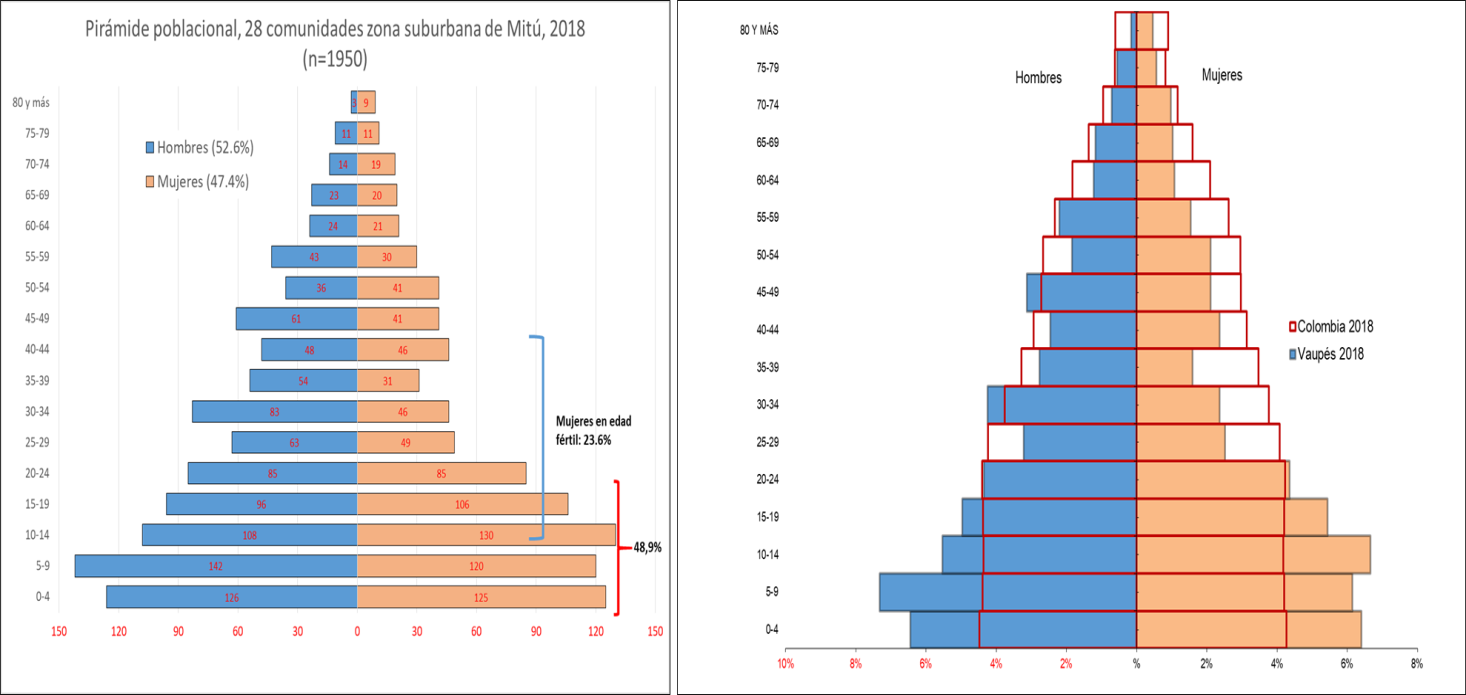 Pirámide poblacional, 28 comunidades zona suburbana de Mitú, 2018
(n=1950)
Hombres (52.6%)
Mujeres (47.4%)
80 y más 3 9
75-79 11 11
70-74 14 19
65-69 23 20
60-64 24 21
55-59 43 30
50-54 36 41
45-49 61 41
40-44 48 46
35-39 54 31
30-34 83 46
25-29 63 49
20-24 85 85
15-19 96 106
10-14 108 130
5-9 142 120
0-4 126 125
Mujeres en edad
fértil: 23.6%
48,9%
150 120 90 60 30 0 30 60 90 120 150
80 Y MÁS
75-79
70-74
65-69
60-64
55-59
50-54
45-49
40-44
35-39
30-34
25-29
20-24
15-19
10-14
5-9
0-4
Hombres
Mujeres
Colombia 2018
Vaupés 2018
10% 8% 6% 4% 2% % 2% 4% 6% 8%